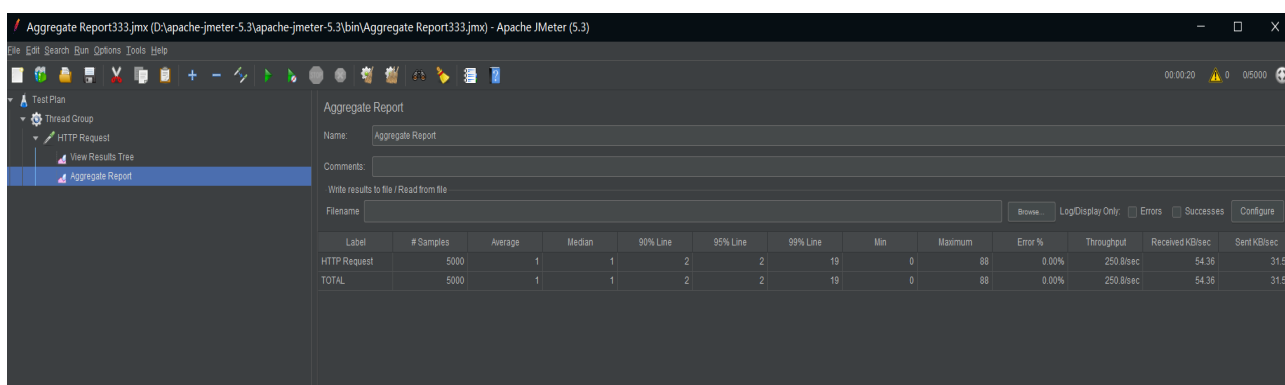 Aggregate Report333.jmx (D:\apache-jmeter-5.3\apache-jmeter-5.3\bin\Aggregate Report333.jmx) - Apache JMeter (5.3)
File Edit Search Run Options Tools Help
00:00:20 0 0/5000
Test Plan
Thread Group
HTTP Request
View Results Tree
Aggregate Report
Aggregate Report
Name: Aggregate Report
Comments:
Write results to file / Read from file
Filename Browse... Log/Display Only: Errors Successes Configure
Label # Samples Average Median 90% Line 95% Line 99% Line Min Maximum Error % Throughput Received KB/sec Sent KB/sec
HTTP Request 5000 1 1 2 2 19 0 88 0.00% 250.8/sec 54.36 31.5
TOTAL 5000 1 1 2 2 19 0 88 0.00% 250.8/sec 54.36 31.5